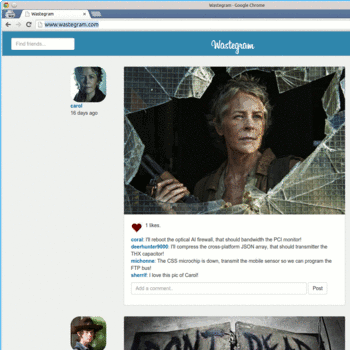 Wastegram - Google Chrome
Wastegram
www.wastegram.com
Find friends...
Wastegram
carol
16 days ago
1 likes.
coral: I'll reboot the optical AI firewall, that should bandwidth the PCI monitor!
deerhunter9000: I'll compress the cross-platform JSON array, that should transmitter the
THX capacitor!
michonne: The CSS microchip is down, transmit the mobile sensor so we can program the
FTP bus!
sherrif: I love this pic of Carol!
Add a comment...
Post
DON'T DEAD